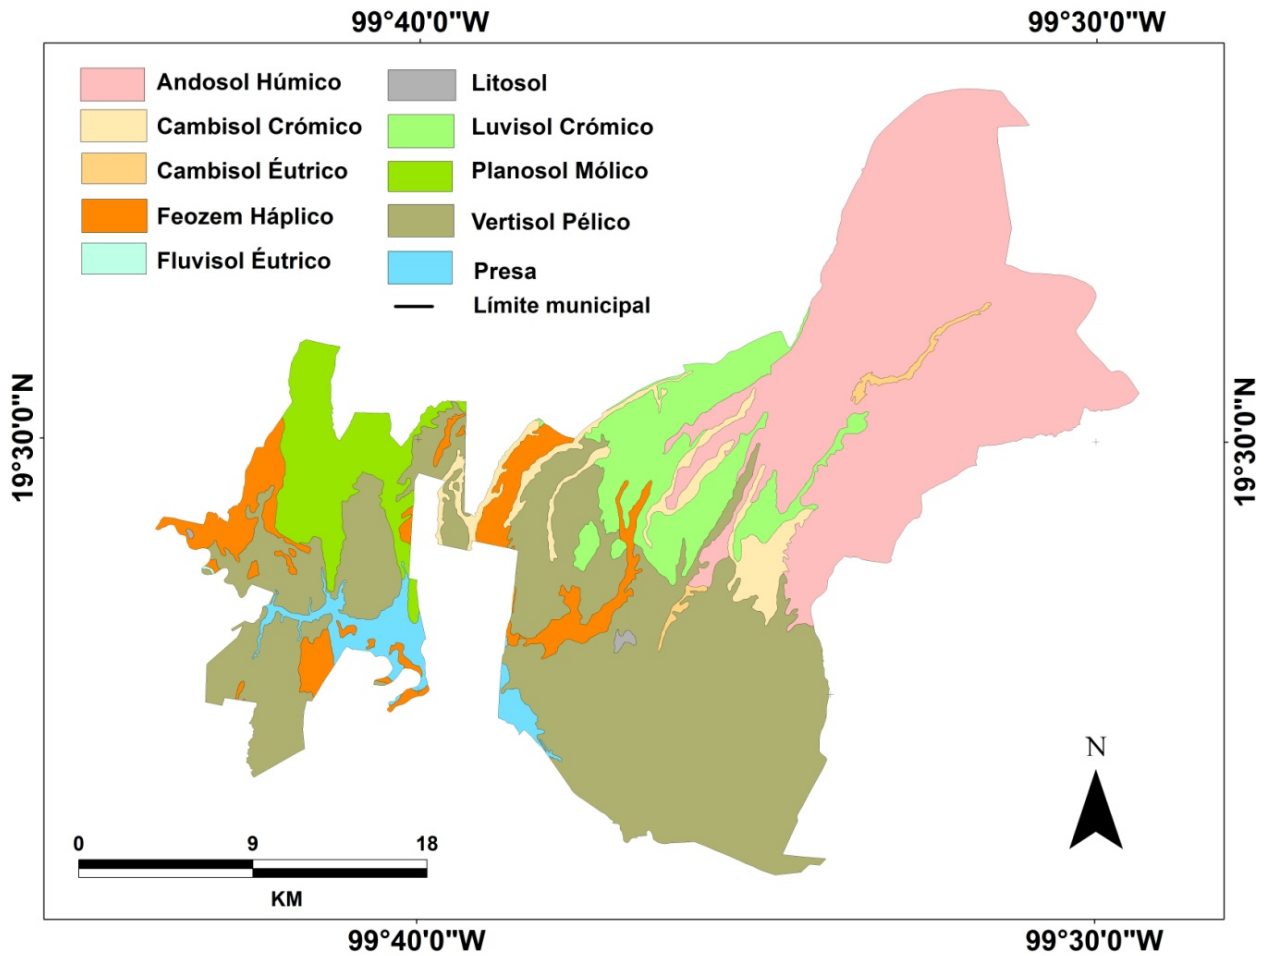 99°40'0"W
99°30'0"W
Andosol Húmico
Cambisol Crómico
Cambisol Éutrico
Feozem Háplico
Fluvisol Éutrico
Litosol
Luvisol Crómico
Planosol Mólico
Vertisol Pélico
Presa
Límite municipal
19°30'0"N
19°30'0"N
N
0
9
18
KM
99°40'0"W
99°30'0"W